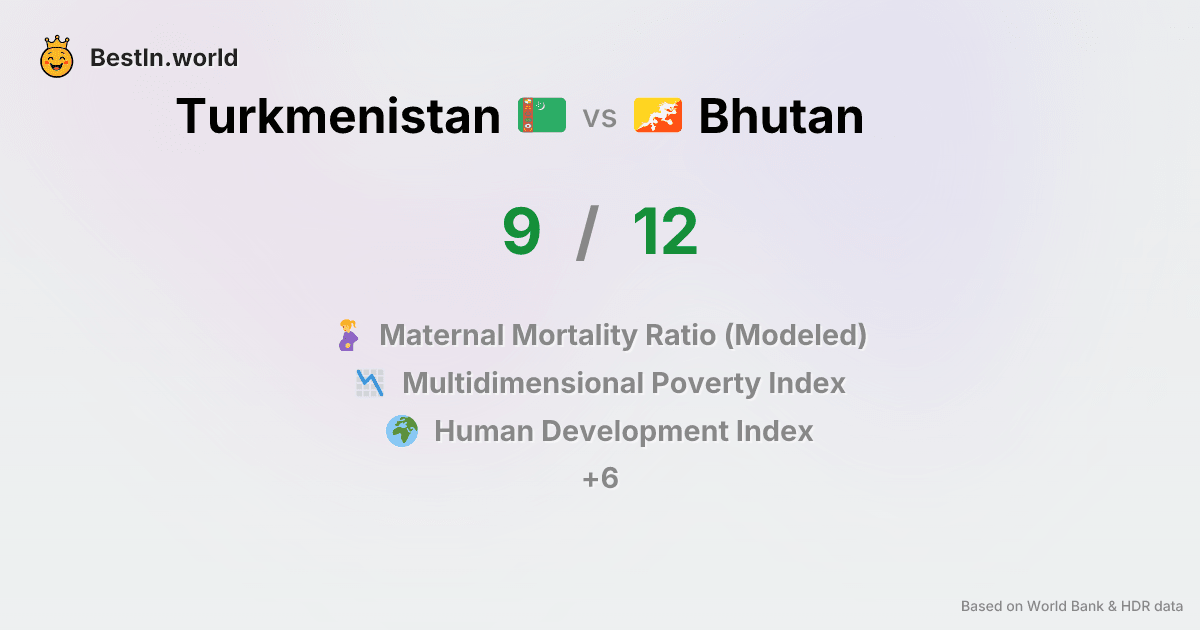 BestIn.world
Turkmenistan vs Bhutan
9 / 12
Maternal Mortality Ratio (Modeled)
Multidimensional Poverty Index
Human Development Index
+6
Based on World Bank & HDR data